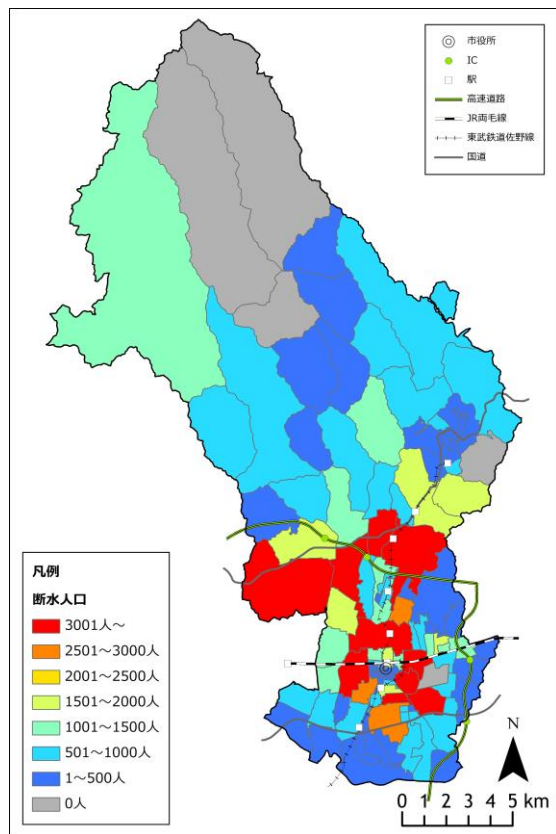 市役所
IC
駅
高速道路
JR両毛線
東武鉄道佐野線
国道
凡例
断水人口
3001人～
2501～3000人
2001～2500人
1501～2000人
1001～1500人
501～1000人
1～500人
0人
N
0 1 2 3 4 5 km